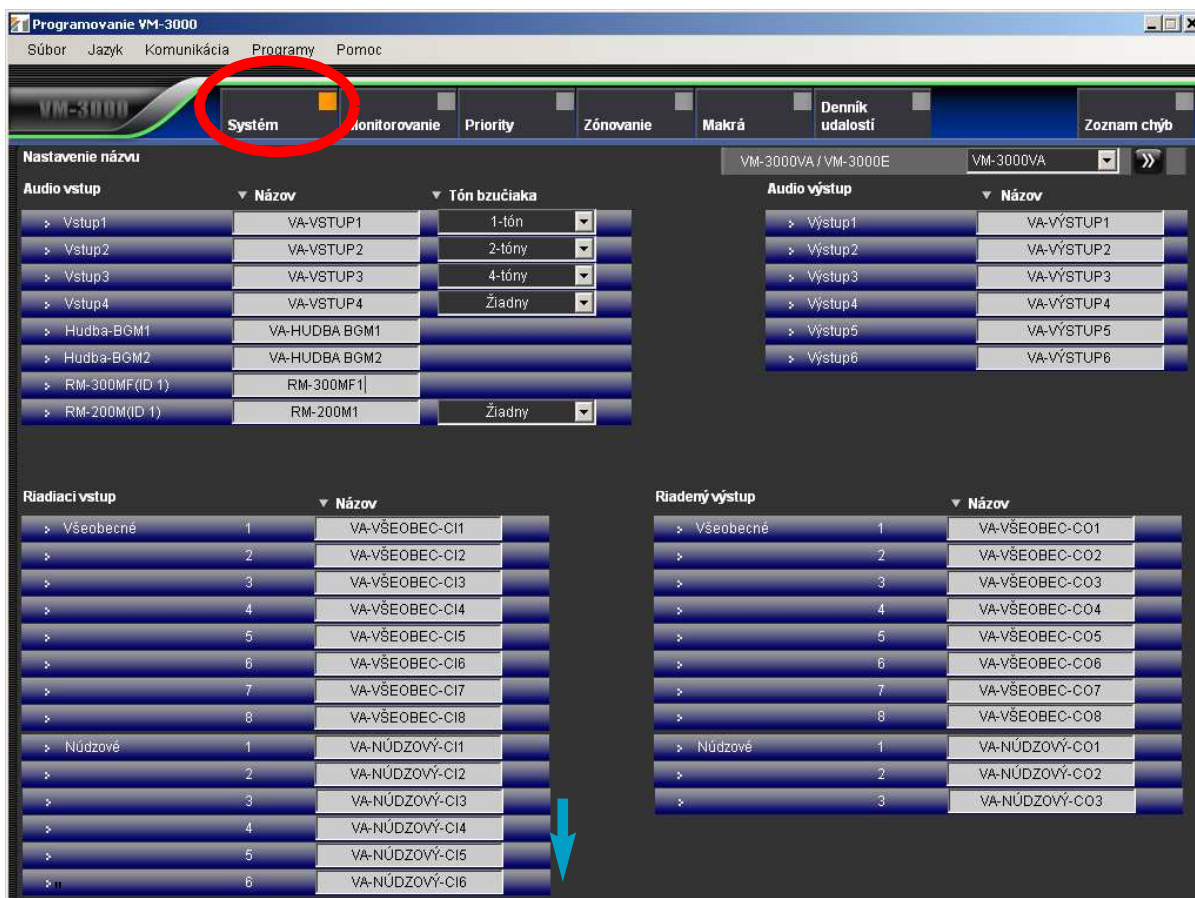 Programovanie VM-3000
Súbor Jazyk Komunikácia Programy Pomoc
VM-3000
Systém Monitorovanie Priority Zónovanie Makrá Denník udalostí Zoznam chýb
Nastavenie názvu VM-3000VA / VM-3000E VM-3000VA
Audio vstup Názov Tón bzučiaka Audio výstup Názov
Vstup1 VA-VSTUP1 1-tón Výstup1 VA-VÝSTUP1
Vstup2 VA-VSTUP2 2-tóny Výstup2 VA-VÝSTUP2
Vstup3 VA-VSTUP3 4-tóny Výstup3 VA-VÝSTUP3
Vstup4 VA-VSTUP4 Žiadny Výstup4 VA-VÝSTUP4
Hudba-BGM1 VA-HUDBA BGM1 Výstup5 VA-VÝSTUP5
Hudba-BGM2 VA-HUDBA BGM2 Výstup6 VA-VÝSTUP6
RM-300MF(ID 1) RM-300MF1
RM-200M(ID 1) RM-200M1 Žiadny
Riadiaci vstup Názov Riadený výstup Názov
Všeobecné 1 VA-VŠEOBEC-CI1 Všeobecné 1 VA-VŠEOBEC-CO1
2 VA-VŠEOBEC-CI2 2 VA-VŠEOBEC-CO2
3 VA-VŠEOBEC-CI3 3 VA-VŠEOBEC-CO3
4 VA-VŠEOBEC-CI4 4 VA-VŠEOBEC-CO4
5 VA-VŠEOBEC-CI5 5 VA-VŠEOBEC-CO5
6 VA-VŠEOBEC-CI6 6 VA-VŠEOBEC-CO6
7 VA-VŠEOBEC-CI7 7 VA-VŠEOBEC-CO7
8 VA-VŠEOBEC-CI8 8 VA-VŠEOBEC-CO8
Núdzové 1 VA-NÚDZOVÝ-CI1 Núdzové 1 VA-NÚDZOVÝ-CO1
2 VA-NÚDZOVÝ-CI2 2 VA-NÚDZOVÝ-CO2
3 VA-NÚDZOVÝ-CI3 3 VA-NÚDZOVÝ-CO3
4 VA-NÚDZOVÝ-CI4
5 VA-NÚDZOVÝ-CI5
6 VA-NÚDZOVÝ-CI6